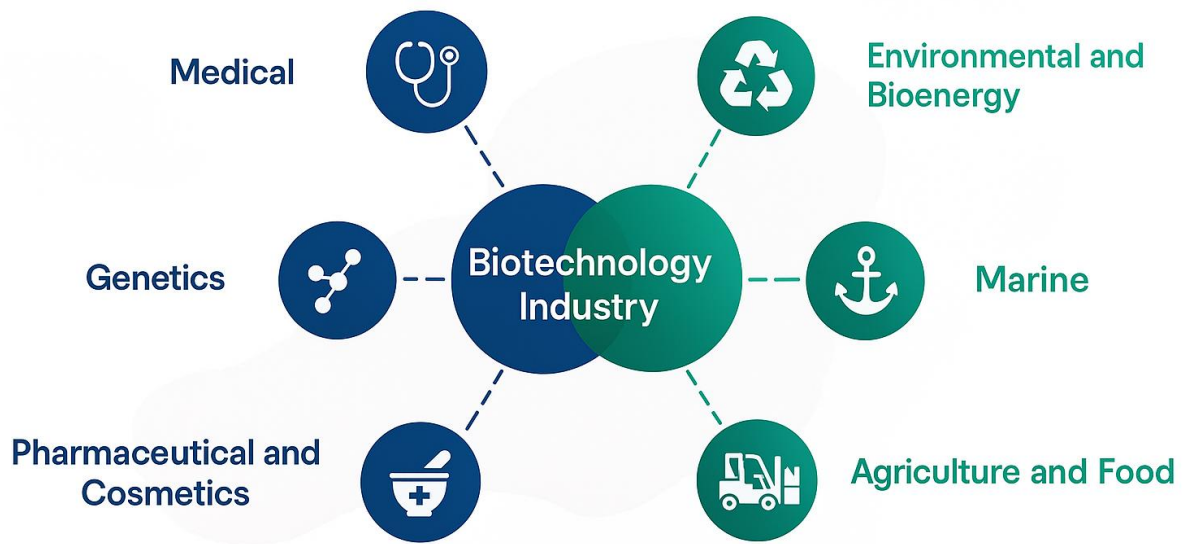 Medical
Environmental and
Bioenergy
Biotechnology
Industry
Genetics
Marine
Pharmaceutical and
Cosmetics
Agriculture and Food